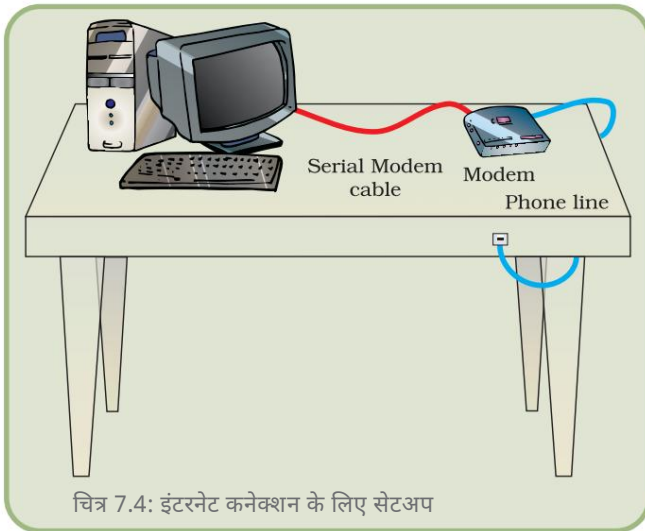 Serial Modem
cable
Modem
Phone line
चित्र 7.4: इंटरनेट कनेक्शन के लिए सेटअप